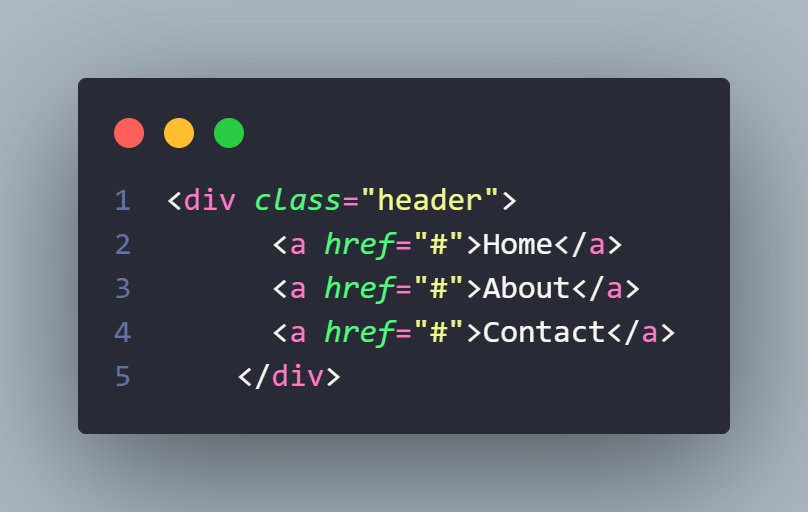 1 <div class="header">
2       <a href="#">Home</a>
3       <a href="#">About</a>
4       <a href="#">Contact</a>
5     </div>